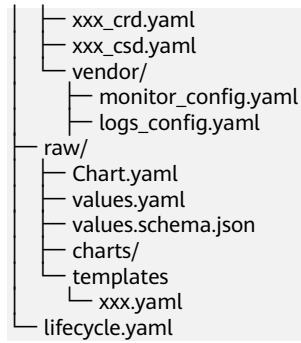 │ ├─ xxx_crd.yaml
│ ├─ xxx_csd.yaml
│ └─ vendor/
│    ├─ monitor_config.yaml
│    ├─ logs_config.yaml
├─ raw/
│ ├─ Chart.yaml
│ ├─ values.yaml
│ ├─ values.schema.json
│ ├─ charts/
│ └─ templates
│    └─ xxx.yaml
└─ lifecycle.yaml